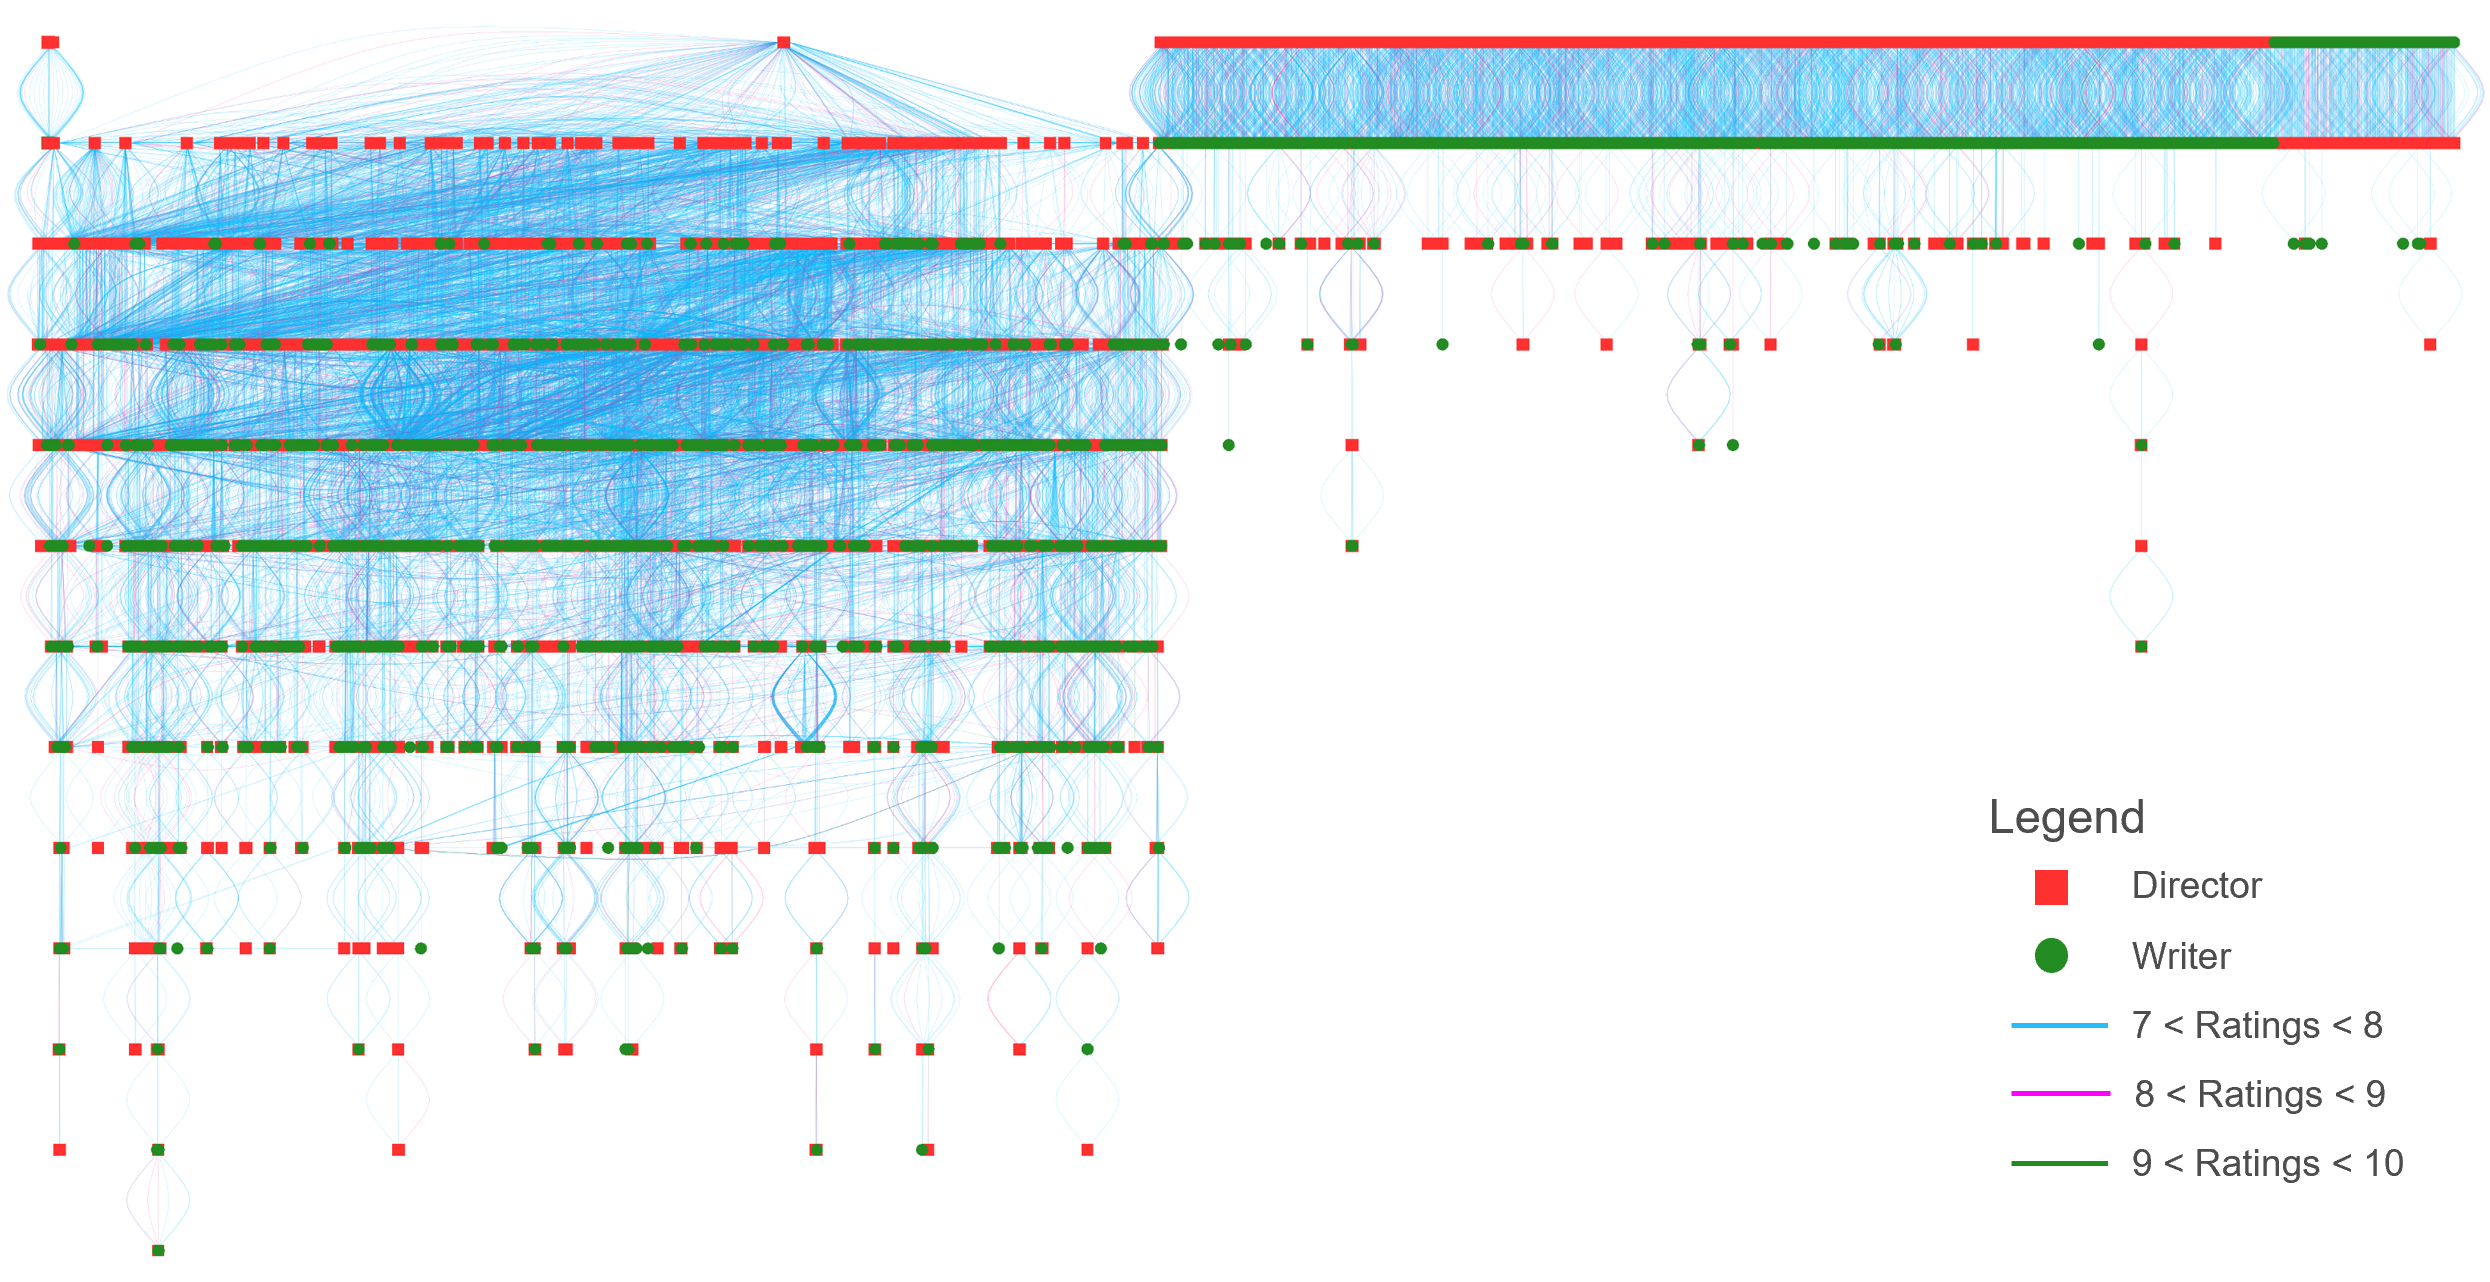 Legend
Director
Writer
7 < Ratings < 8
8 < Ratings < 9
9 < Ratings < 10